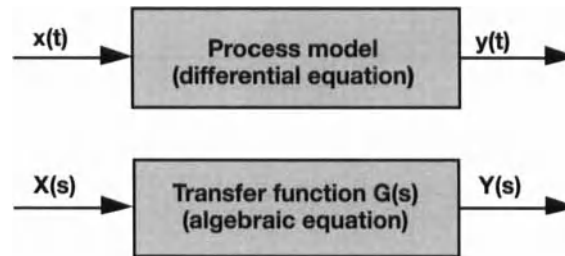 x(t)
Process model
(differential equation)
y(t)
X(s)
Transfer function G(s)
(algebraic equation)
Y(s)